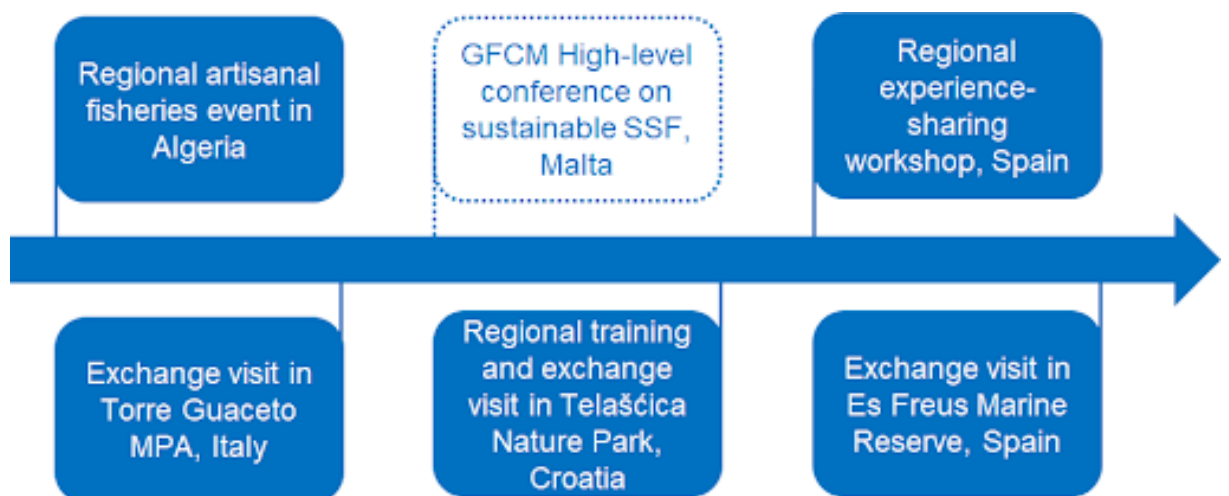 Regional artisanal
fisheries event in
Algeria
GFCM High-level
conference on
sustainable SSF,
Malta
Regional
experience-
sharing
workshop, Spain
Exchange visit in
Torre Guaceto
MPA, Italy
Regional training
and exchange
visit in Telašćica
Nature Park,
Croatia
Exchange visit in
Es Freus Marine
Reserve, Spain